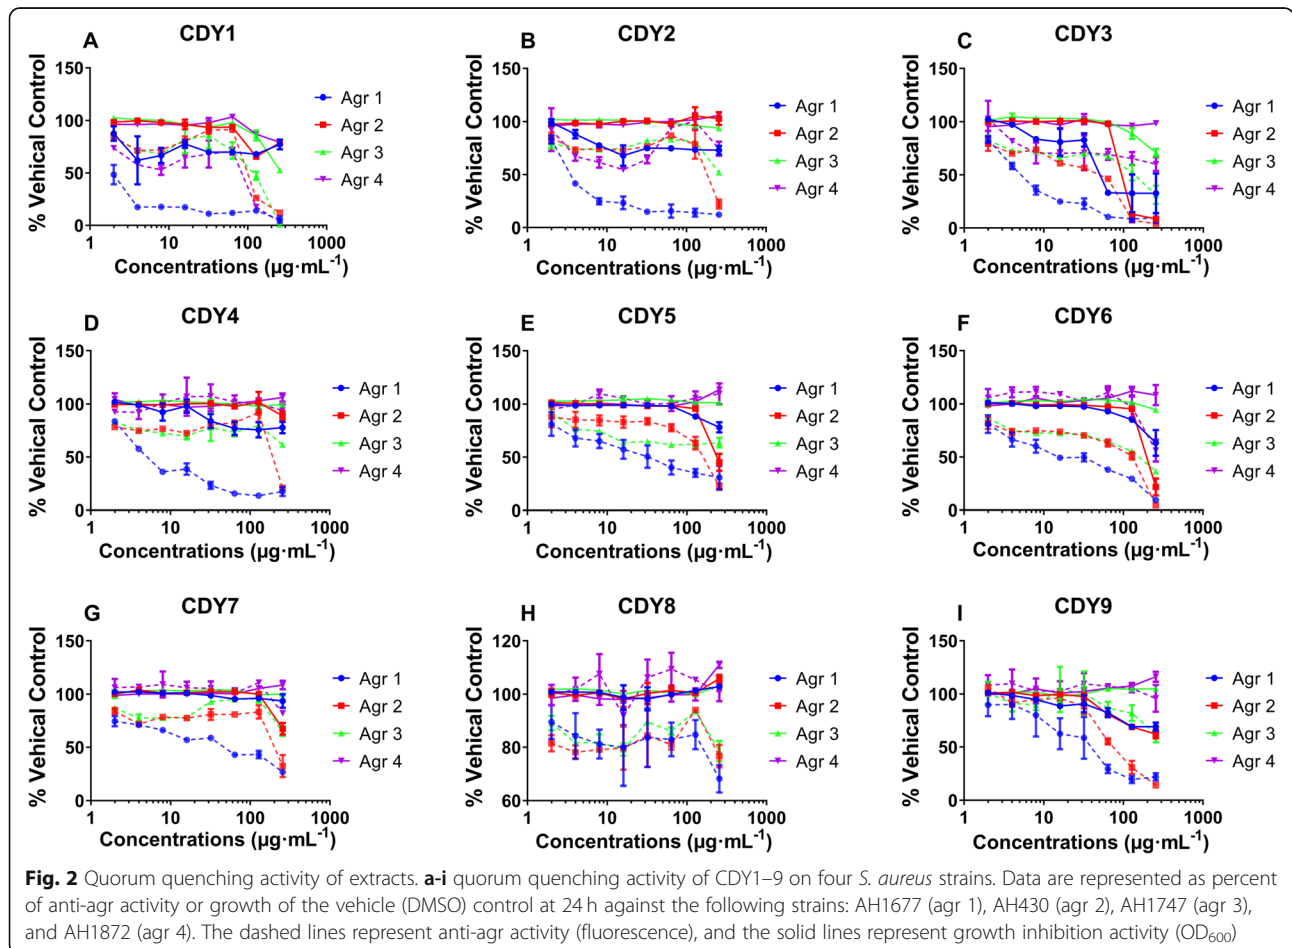 A CDY1
% Vehical Control
150
100
50
0
1 10 100 1000
Concentrations (µg·mL⁻¹)
Agr 1
Agr 2
Agr 3
Agr 4
B CDY2
% Vehical Control
150
100
50
0
1 10 100 1000
Concentrations (µg·mL⁻¹)
Agr 1
Agr 2
Agr 3
Agr 4
C CDY3
% Vehical Control
150
100
50
0
1 10 100 1000
Concentrations (µg·mL⁻¹)
Agr 1
Agr 2
Agr 3
Agr 4
D CDY4
% Vehical Control
150
100
50
0
1 10 100 1000
Concentrations (µg·mL⁻¹)
Agr 1
Agr 2
Agr 3
Agr 4
E CDY5
% Vehical Control
150
100
50
0
1 10 100 1000
Concentrations (µg·mL⁻¹)
Agr 1
Agr 2
Agr 3
Agr 4
F CDY6
% Vehical Control
150
100
50
0
1 10 100 1000
Concentrations (µg·mL⁻¹)
Agr 1
Agr 2
Agr 3
Agr 4
G CDY7
% Vehical Control
150
100
50
0
1 10 100 1000
Concentrations (µg·mL⁻¹)
Agr 1
Agr 2
Agr 3
Agr 4
H CDY8
% Vehical Control
120
100
80
60
1 10 100 1000
Concentrations (µg·mL⁻¹)
Agr 1
Agr 2
Agr 3
Agr 4
I CDY9
% Vehical Control
150
100
50
0
1 10 100 1000
Concentrations (µg·mL⁻¹)
Agr 1
Agr 2
Agr 3
Agr 4
Fig. 2 Quorum quenching activity of extracts. a-i quorum quenching activity of CDY1–9 on four S. aureus strains. Data are represented as percent
of anti-agr activity or growth of the vehicle (DMSO) control at 24 h against the following strains: AH1677 (agr 1), AH430 (agr 2), AH1747 (agr 3),
and AH1872 (agr 4). The dashed lines represent anti-agr activity (fluorescence), and the solid lines represent growth inhibition activity (OD₆₀₀)